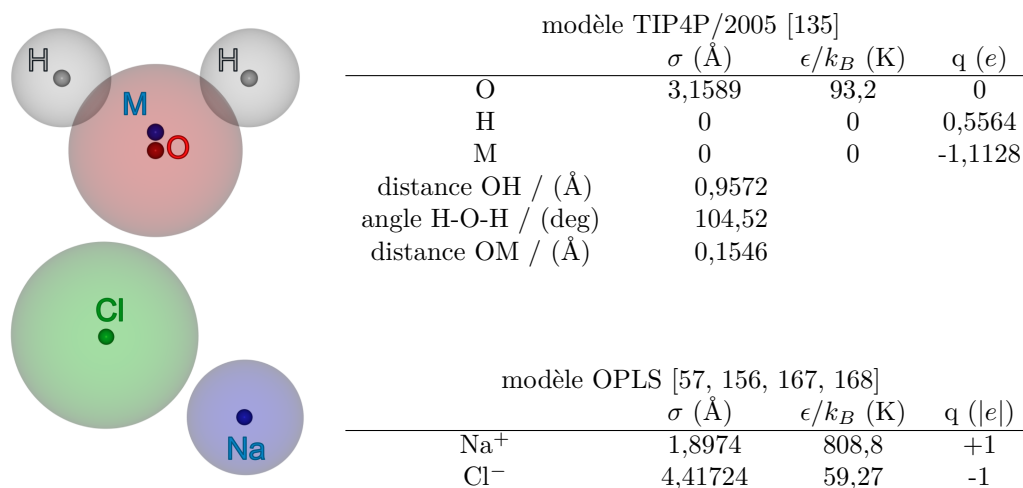 H H
M
O
Cl
Na
modèle TIP4P/2005 [135]
σ (Å) ϵ/k_B (K) q (e)
O 3,1589 93,2 0
H 0 0 0,5564
M 0 0 -1,1128
distance OH / (Å) 0,9572
angle H-O-H / (deg) 104,52
distance OM / (Å) 0,1546
modèle OPLS [57, 156, 167, 168]
σ (Å) ϵ/k_B (K) q (|e|)
Na⁺ 1,8974 808,8 +1
Cl⁻ 4,41724 59,27 -1